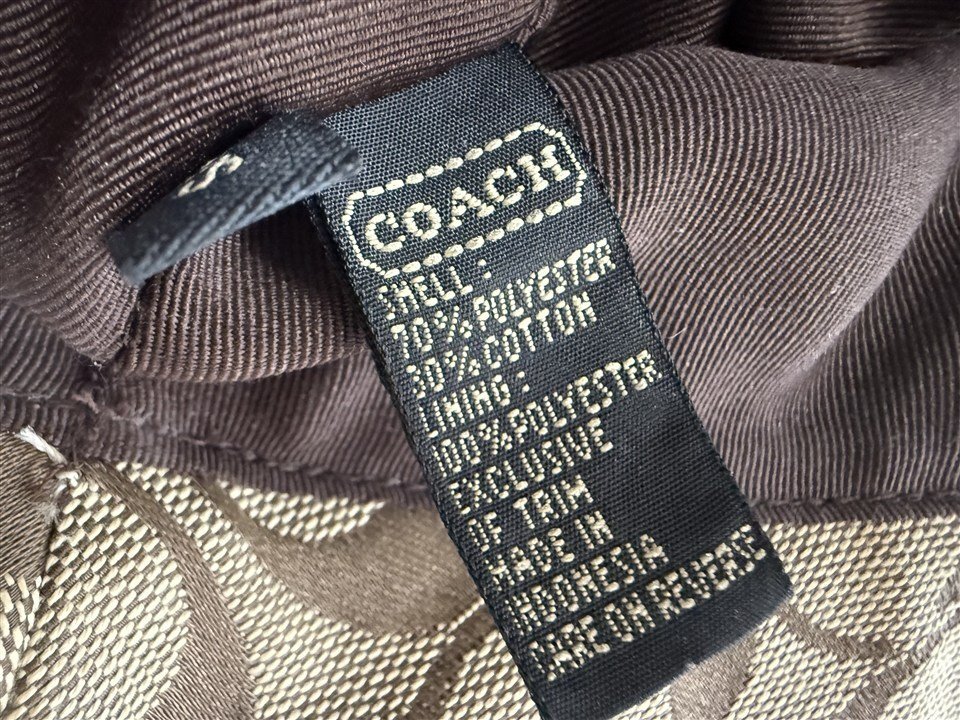 S
COACH
SHELL:
70% POLYESTER
30% COTTON
LINING:
100% POLYESTER
EXCLUSIVE
OF TRIM
MADE IN
INDONESIA
CARE ON REVERSE